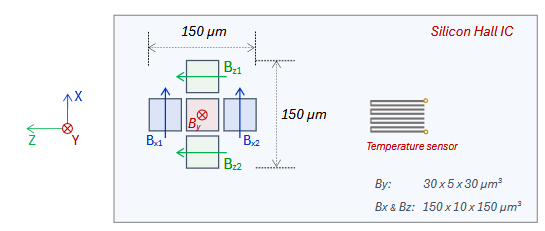 150 µm
Silicon Hall IC
Bz1
X
150 µm
By
Z
Y
Bx1
Bx2
Bz2
Temperature sensor
By: 30 x 5 x 30 µm³
Bx & Bz: 150 x 10 x 150 µm³